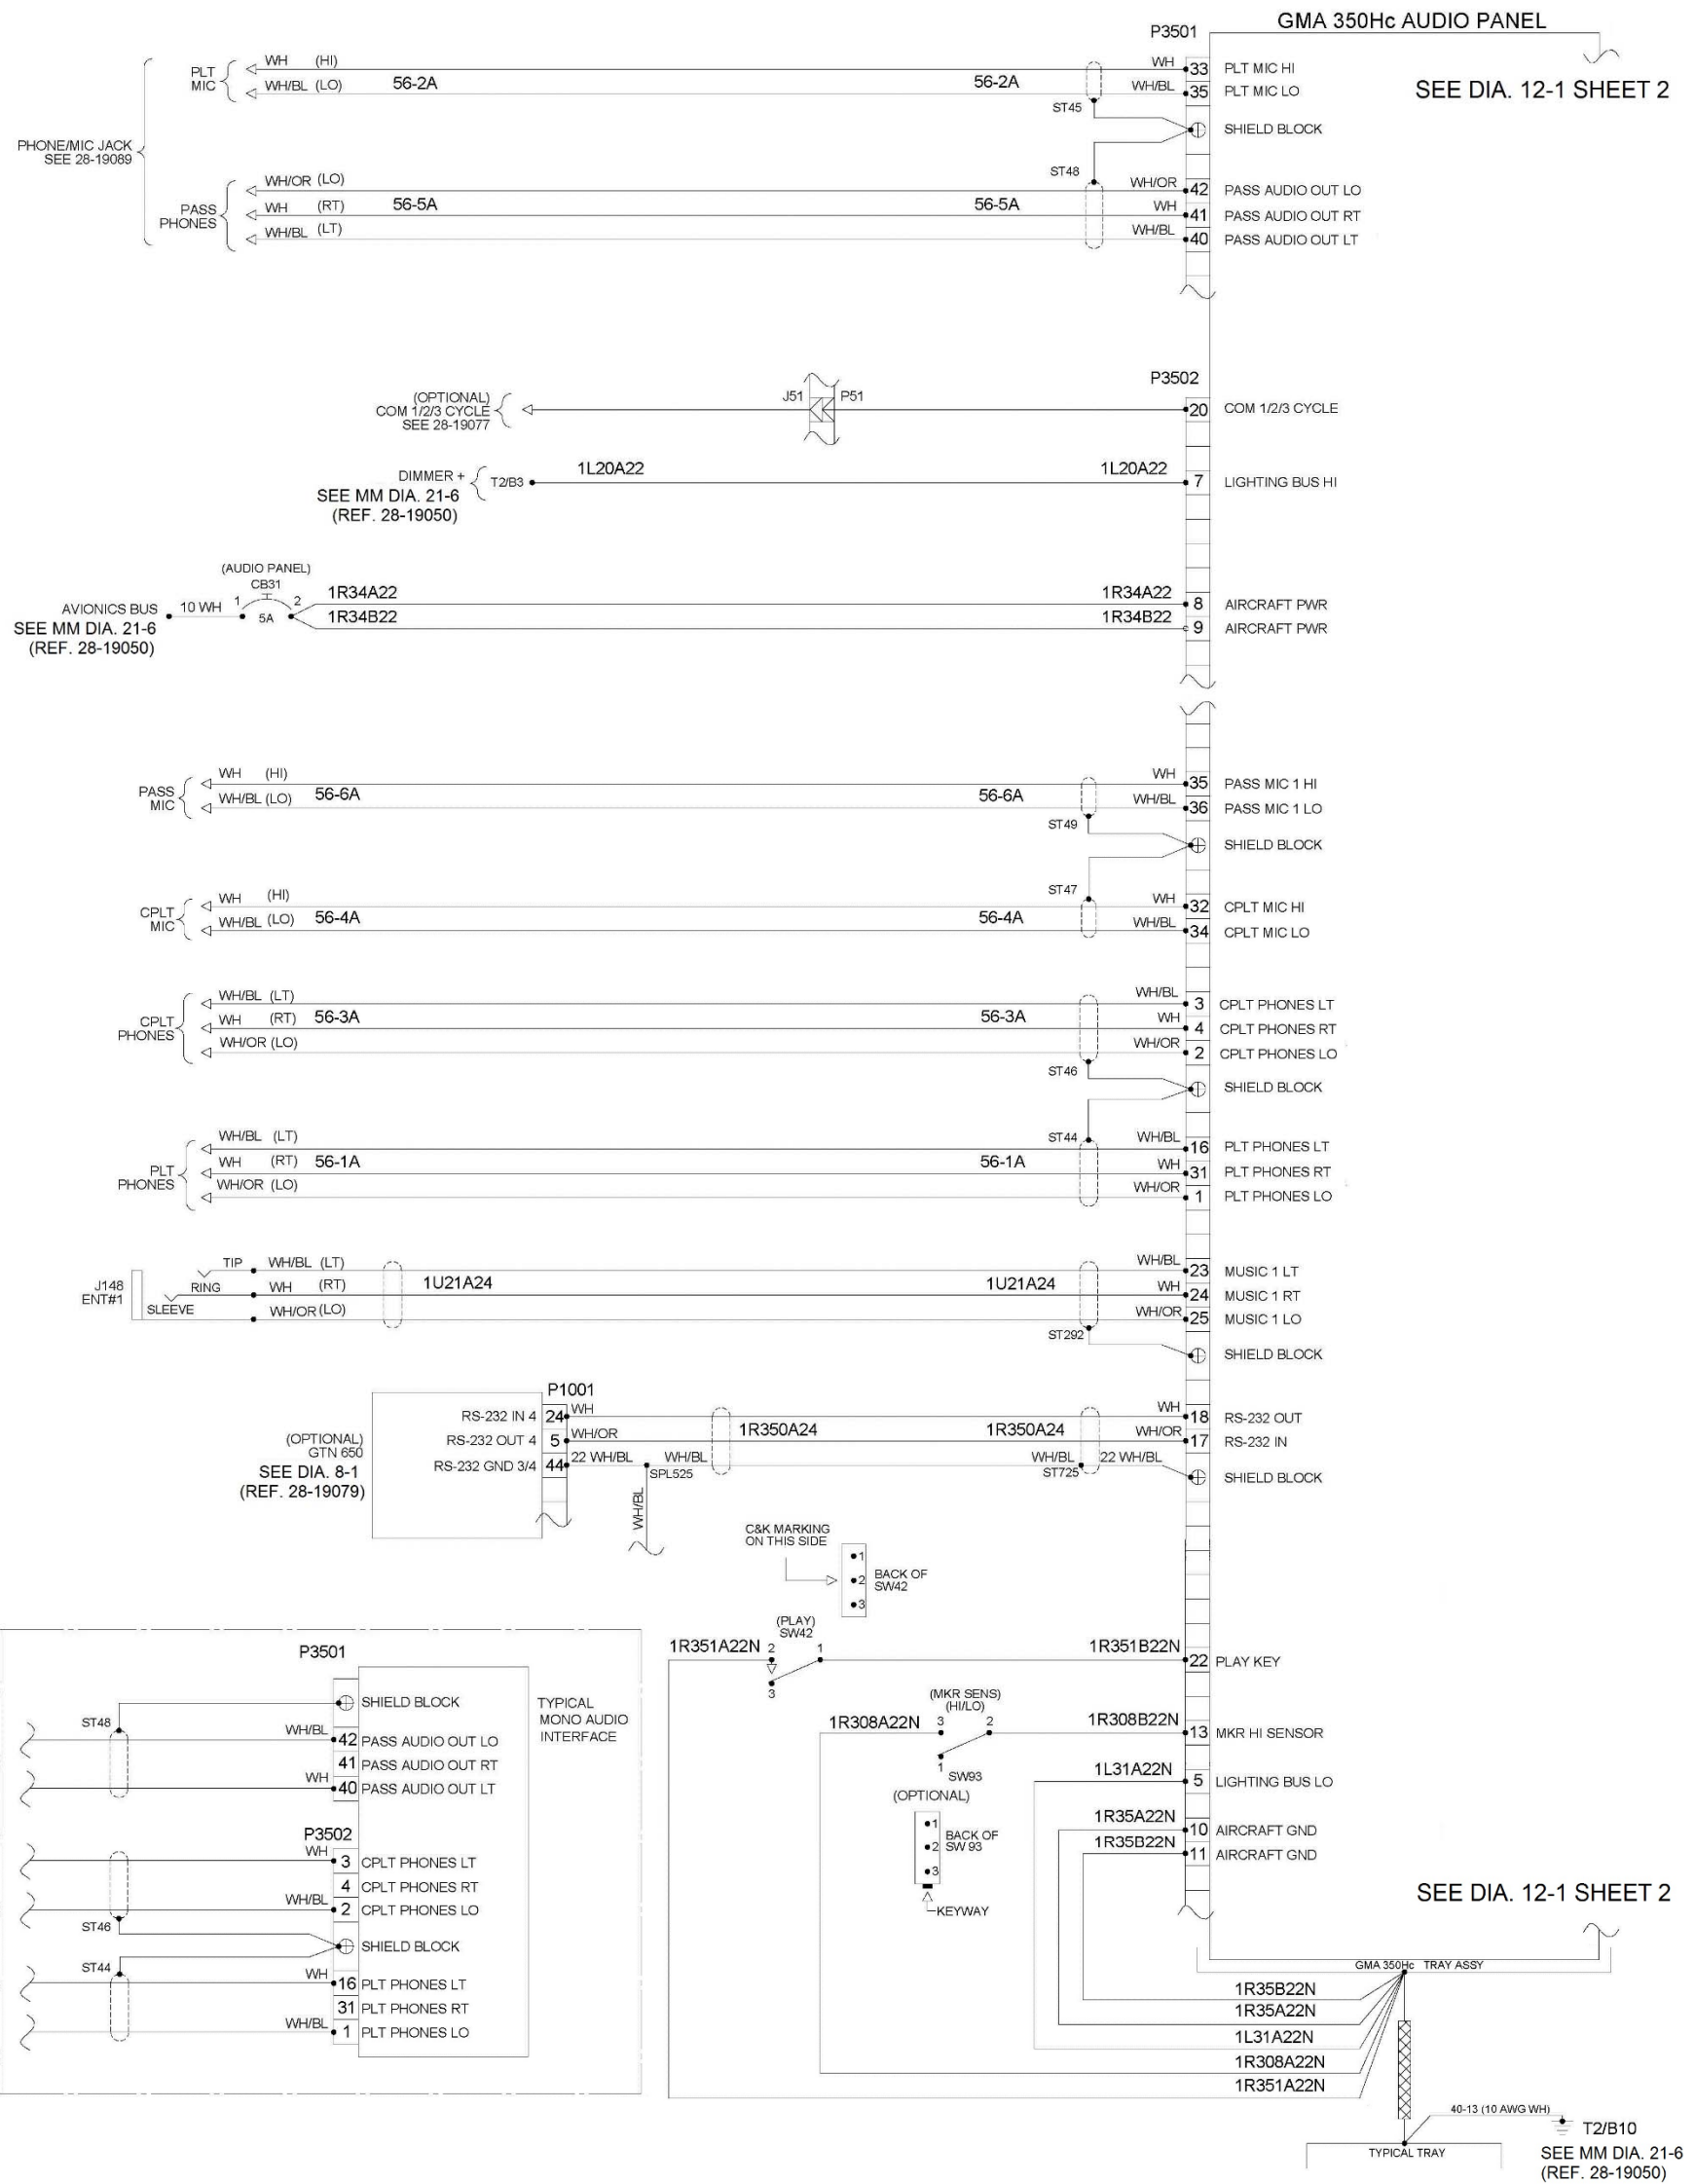 GMA 350Hc AUDIO PANEL
P3501
SEE DIA. 12-1 SHEET 2
PHONE/MIC JACK
SEE 28-19089
PLT
MIC
WH (HI)
WH/BL (LO)
56-2A
56-2A
WH
WH/BL
ST45
33 PLT MIC HI
35 PLT MIC LO
SHIELD BLOCK
ST48
PASS
PHONES
WH/OR (LO)
WH (RT)
WH/BL (LT)
56-5A
56-5A
WH/OR
WH
WH/BL
42 PASS AUDIO OUT LO
41 PASS AUDIO OUT RT
40 PASS AUDIO OUT LT
P3502
(OPTIONAL)
COM 1/2/3 CYCLE
SEE 28-19077
J51
P51
20 COM 1/2/3 CYCLE
DIMMER +
SEE MM DIA. 21-6
(REF. 28-19050)
T2/B3
1L20A22
1L20A22
7 LIGHTING BUS HI
(AUDIO PANEL)
CB31
AVIONICS BUS
SEE MM DIA. 21-6
(REF. 28-19050)
10 WH
1
2
5A
1R34A22
1R34B22
1R34A22
1R34B22
8 AIRCRAFT PWR
9 AIRCRAFT PWR
PASS
MIC
WH (HI)
WH/BL (LO)
56-6A
56-6A
WH
WH/BL
ST49
35 PASS MIC 1 HI
36 PASS MIC 1 LO
SHIELD BLOCK
ST47
CPLT
MIC
WH (HI)
WH/BL (LO)
56-4A
56-4A
WH
WH/BL
32 CPLT MIC HI
34 CPLT MIC LO
CPLT
PHONES
WH/BL (LT)
WH (RT)
WH/OR (LO)
56-3A
56-3A
WH/BL
WH
WH/OR
ST46
3 CPLT PHONES LT
4 CPLT PHONES RT
2 CPLT PHONES LO
SHIELD BLOCK
ST44
PLT
PHONES
WH/BL (LT)
WH (RT)
WH/OR (LO)
56-1A
56-1A
WH/BL
WH
WH/OR
16 PLT PHONES LT
31 PLT PHONES RT
1 PLT PHONES LO
J148
ENT#1
TIP
RING
SLEEVE
WH/BL (LT)
WH (RT)
WH/OR (LO)
1U21A24
1U21A24
WH/BL
WH
WH/OR
ST292
23 MUSIC 1 LT
24 MUSIC 1 RT
25 MUSIC 1 LO
SHIELD BLOCK
P1001
(OPTIONAL)
GTN 650
SEE DIA. 8-1
(REF. 28-19079)
RS-232 IN 4 24
RS-232 OUT 4 5
RS-232 GND 3/4 44
WH
WH/OR
22 WH/BL
WH/BL
SPL525
WH/BL
1R350A24
1R350A24
WH/BL
ST725
22 WH/BL
WH
WH/OR
18 RS-232 OUT
17 RS-232 IN
SHIELD BLOCK
C&K MARKING
ON THIS SIDE
1
2
3
BACK OF
SW42
(PLAY)
SW42
1R351A22N
2
1
3
1R351B22N
22 PLAY KEY
(MKR SENS)
(HI/LO)
1R308A22N
3
2
1
SW93
1R308B22N
13 MKR HI SENSOR
1L31A22N
5 LIGHTING BUS LO
(OPTIONAL)
1
2
3
BACK OF
SW 93
KEYWAY
1R35A22N
1R35B22N
10 AIRCRAFT GND
11 AIRCRAFT GND
SEE DIA. 12-1 SHEET 2
P3501
SHIELD BLOCK
TYPICAL
MONO AUDIO
INTERFACE
ST48
WH/BL
42 PASS AUDIO OUT LO
41 PASS AUDIO OUT RT
WH
40 PASS AUDIO OUT LT
P3502
WH
3 CPLT PHONES LT
4 CPLT PHONES RT
WH/BL
2 CPLT PHONES LO
ST46
SHIELD BLOCK
ST44
WH
16 PLT PHONES LT
31 PLT PHONES RT
WH/BL
1 PLT PHONES LO
GMA 350Hc TRAY ASSY
1R35B22N
1R35A22N
1L31A22N
1R308A22N
1R351A22N
40-13 (10 AWG WH)
TYPICAL TRAY
T2/B10
SEE MM DIA. 21-6
(REF. 28-19050)